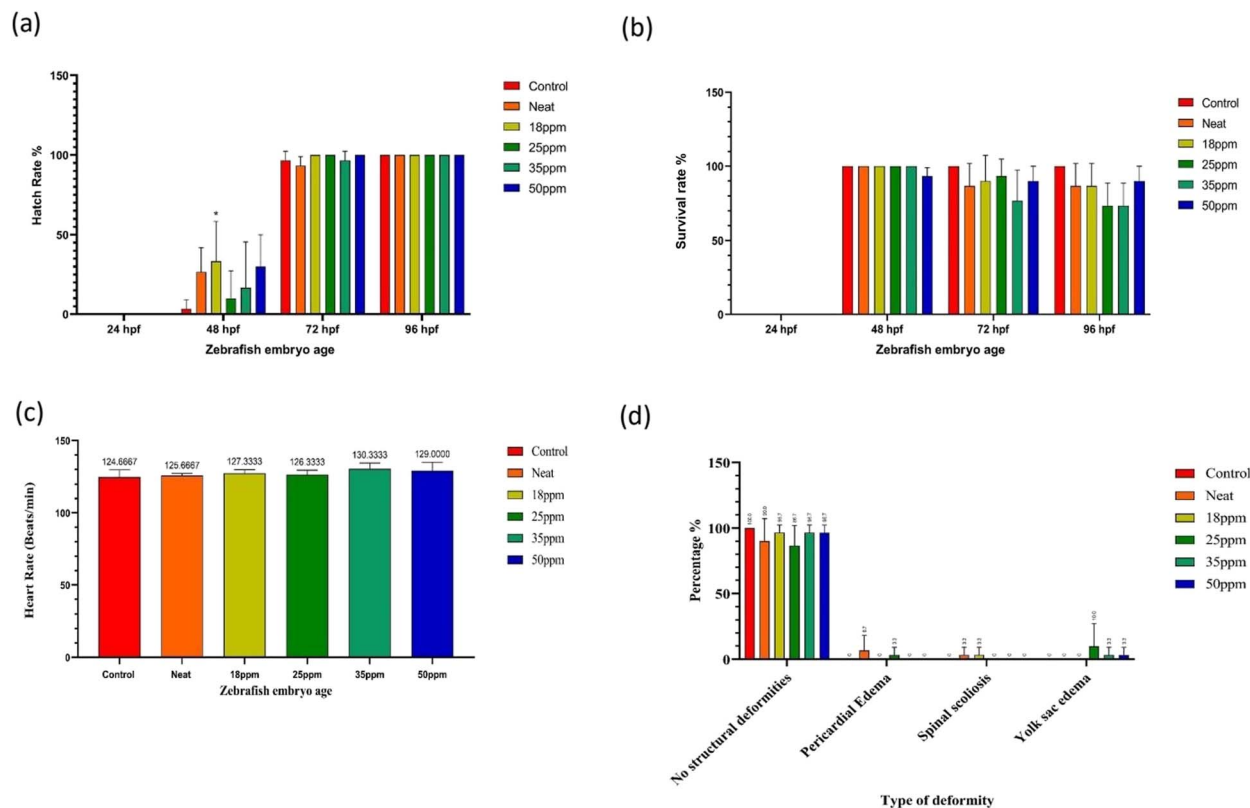 (a)
150
100
50
0
Hatch Rate %
*
24 hpf 48 hpf 72 hpf 96 hpf
Zebrafish embryo age
Control
Neat
18ppm
25ppm
35ppm
50ppm
(b)
150
100
50
0
Survival rate %
24 hpf 48 hpf 72 hpf 96 hpf
Zebrafish embryo age
Control
Neat
18ppm
25ppm
35ppm
50ppm
(c)
150
100
50
0
Heart Rate (Beats/min)
124.6667 125.6667 127.3333 126.3333 130.3333 129.0000
Control Neat 18ppm 25ppm 35ppm 50ppm
Zebrafish embryo age
Control
Neat
18ppm
25ppm
35ppm
50ppm
(d)
150
100
50
0
Percentage %
No structural deformities
Pericardial Edema
Spinal scoliosis
Yolk sac edema
Type of deformity
Control
Neat
18ppm
25ppm
35ppm
50ppm